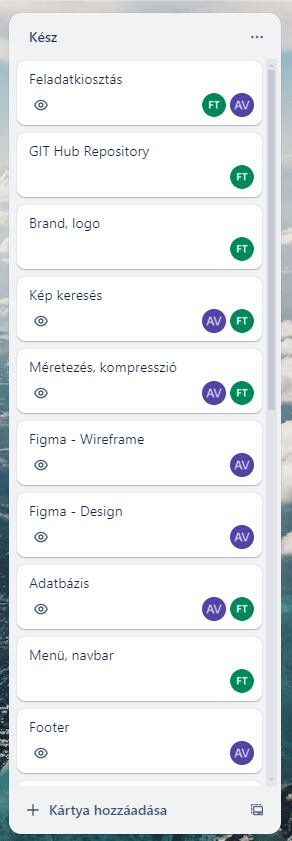 Kész
Feladatkiosztás
FT AV
GIT Hub Repository
FT
Brand, logo
FT
Kép keresés
AV FT
Méretezés, kompresszió
AV FT
Figma - Wireframe
AV
Figma - Design
AV
Adatbázis
AV FT
Menü, navbar
FT
Footer
AV
Kártya hozzáadása